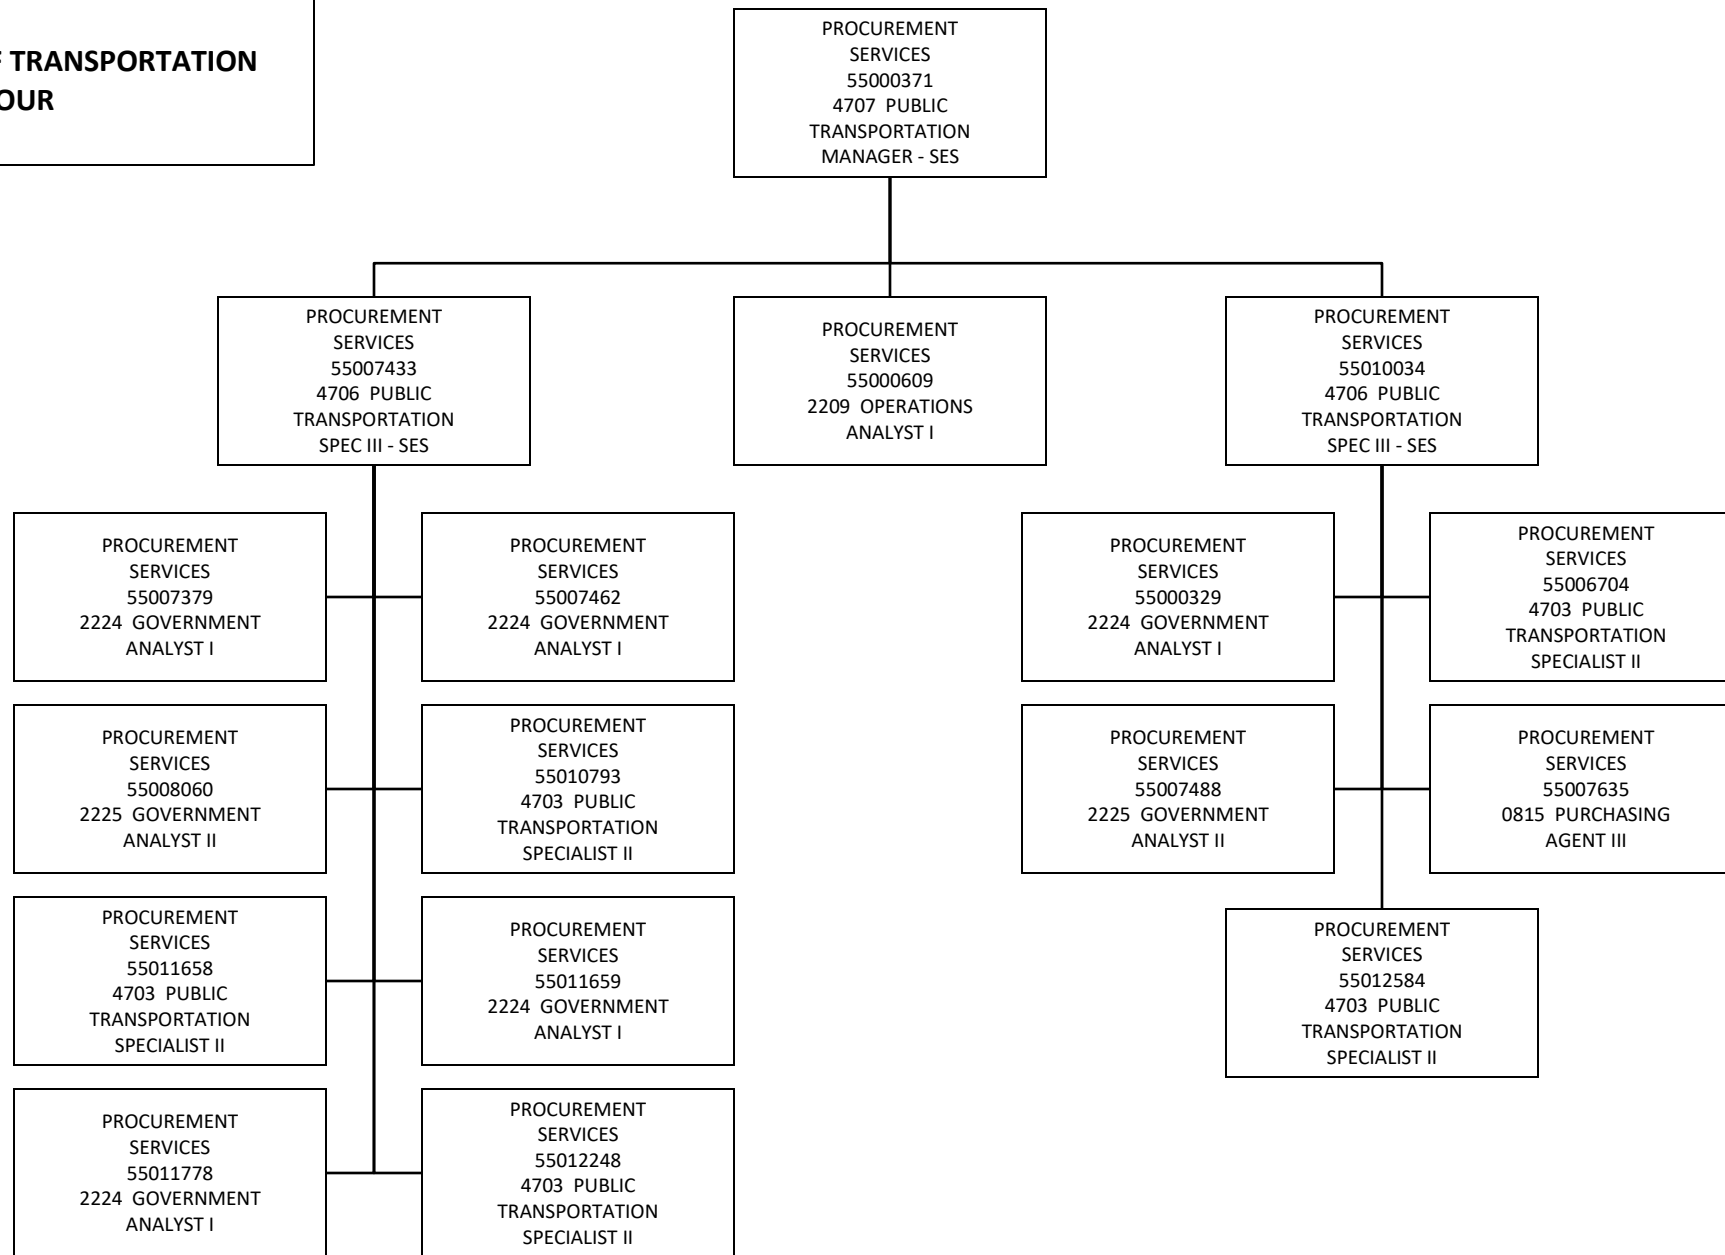 TRANSPORTATION
PROCUREMENT
SERVICES
55000371
4707 PUBLIC
TRANSPORTATION
MANAGER - SES
PROCUREMENT
SERVICES
55007433
4706 PUBLIC
TRANSPORTATION
SPEC III - SES
PROCUREMENT
SERVICES
55000609
2209 OPERATIONS
ANALYST I
PROCUREMENT
SERVICES
55010034
4706 PUBLIC
TRANSPORTATION
SPEC III - SES
PROCUREMENT
SERVICES
55007379
2224 GOVERNMENT
ANALYST I
PROCUREMENT
SERVICES
55007462
2224 GOVERNMENT
ANALYST I
PROCUREMENT
SERVICES
55000329
2224 GOVERNMENT
ANALYST I
PROCUREMENT
SERVICES
55006704
4703 PUBLIC
TRANSPORTATION
SPECIALIST II
PROCUREMENT
SERVICES
55008060
2225 GOVERNMENT
ANALYST II
PROCUREMENT
SERVICES
55010793
4703 PUBLIC
TRANSPORTATION
SPECIALIST II
PROCUREMENT
SERVICES
55007488
2225 GOVERNMENT
ANALYST II
PROCUREMENT
SERVICES
55007635
0815 PURCHASING
AGENT III
PROCUREMENT
SERVICES
55011658
4703 PUBLIC
TRANSPORTATION
SPECIALIST II
PROCUREMENT
SERVICES
55011659
2224 GOVERNMENT
ANALYST I
PROCUREMENT
SERVICES
55012584
4703 PUBLIC
TRANSPORTATION
SPECIALIST II
PROCUREMENT
SERVICES
55011778
2224 GOVERNMENT
ANALYST I
PROCUREMENT
SERVICES
55012248
4703 PUBLIC
TRANSPORTATION
SPECIALIST II